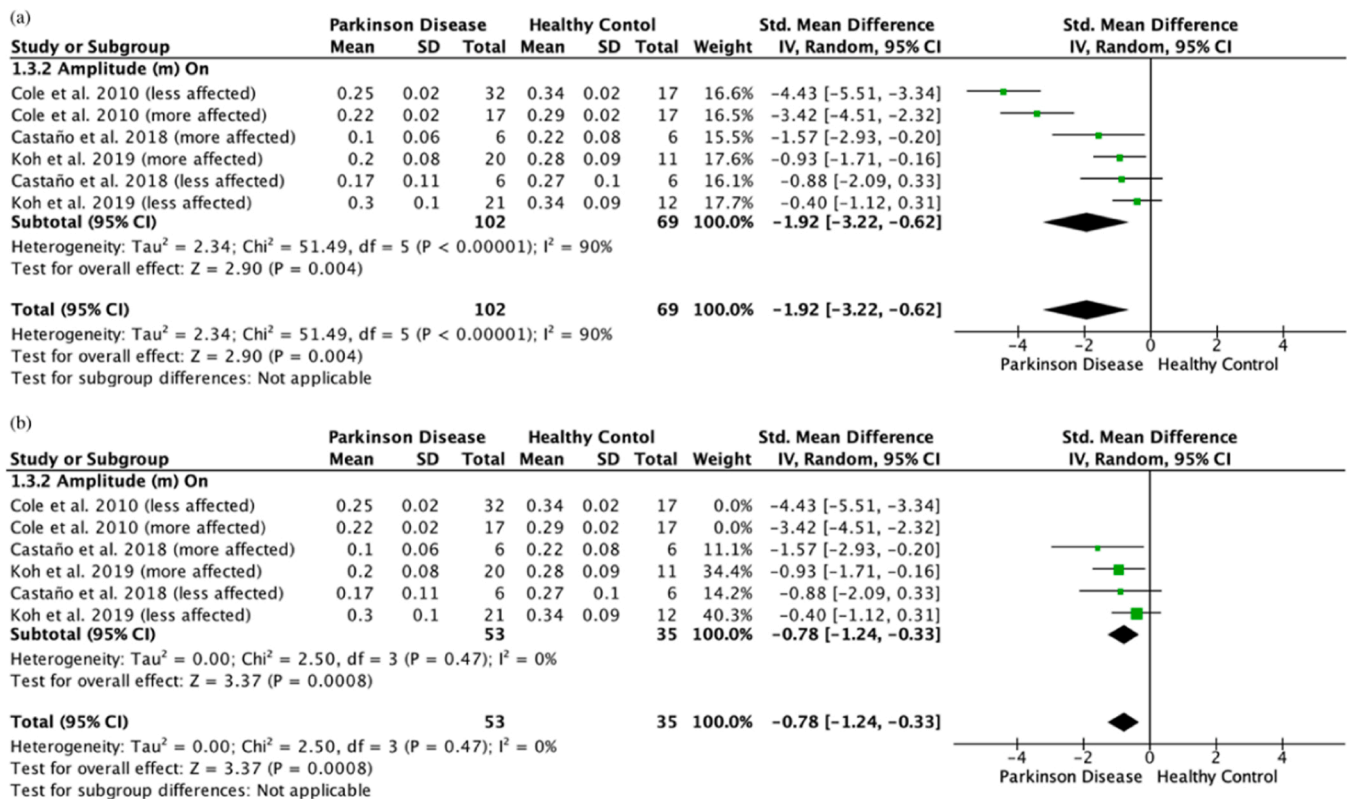 (a)
Parkinson Disease Healthy Contol Std. Mean Difference Std. Mean Difference
Study or Subgroup Mean SD Total Mean SD Total Weight IV, Random, 95% CI IV, Random, 95% CI
1.3.2 Amplitude (m) On
Cole et al. 2010 (less affected) 0.25 0.02 32 0.34 0.02 17 16.6% -4.43 [-5.51, -3.34]
Cole et al. 2010 (more affected) 0.22 0.02 17 0.29 0.02 17 16.5% -3.42 [-4.51, -2.32]
Castaño et al. 2018 (more affected) 0.1 0.06 6 0.22 0.08 6 15.5% -1.57 [-2.93, -0.20]
Koh et al. 2019 (more affected) 0.2 0.08 20 0.28 0.09 11 17.6% -0.93 [-1.71, -0.16]
Castaño et al. 2018 (less affected) 0.17 0.11 6 0.27 0.1 6 16.1% -0.88 [-2.09, 0.33]
Koh et al. 2019 (less affected) 0.3 0.1 21 0.34 0.09 12 17.7% -0.40 [-1.12, 0.31]
Subtotal (95% CI) 102 69 100.0% -1.92 [-3.22, -0.62]
Heterogeneity: Tau² = 2.34; Chi² = 51.49, df = 5 (P < 0.00001); I² = 90%
Test for overall effect: Z = 2.90 (P = 0.004)
Total (95% CI) 102 69 100.0% -1.92 [-3.22, -0.62]
Heterogeneity: Tau² = 2.34; Chi² = 51.49, df = 5 (P < 0.00001); I² = 90%
Test for overall effect: Z = 2.90 (P = 0.004)
Test for subgroup differences: Not applicable
-4 -2 0 2 4
Parkinson Disease Healthy Control
(b)
Parkinson Disease Healthy Contol Std. Mean Difference Std. Mean Difference
Study or Subgroup Mean SD Total Mean SD Total Weight IV, Random, 95% CI IV, Random, 95% CI
1.3.2 Amplitude (m) On
Cole et al. 2010 (less affected) 0.25 0.02 32 0.34 0.02 17 0.0% -4.43 [-5.51, -3.34]
Cole et al. 2010 (more affected) 0.22 0.02 17 0.29 0.02 17 0.0% -3.42 [-4.51, -2.32]
Castaño et al. 2018 (more affected) 0.1 0.06 6 0.22 0.08 6 11.1% -1.57 [-2.93, -0.20]
Koh et al. 2019 (more affected) 0.2 0.08 20 0.28 0.09 11 34.4% -0.93 [-1.71, -0.16]
Castaño et al. 2018 (less affected) 0.17 0.11 6 0.27 0.1 6 14.2% -0.88 [-2.09, 0.33]
Koh et al. 2019 (less affected) 0.3 0.1 21 0.34 0.09 12 40.3% -0.40 [-1.12, 0.31]
Subtotal (95% CI) 53 35 100.0% -0.78 [-1.24, -0.33]
Heterogeneity: Tau² = 0.00; Chi² = 2.50, df = 3 (P = 0.47); I² = 0%
Test for overall effect: Z = 3.37 (P = 0.0008)
Total (95% CI) 53 35 100.0% -0.78 [-1.24, -0.33]
Heterogeneity: Tau² = 0.00; Chi² = 2.50, df = 3 (P = 0.47); I² = 0%
Test for overall effect: Z = 3.37 (P = 0.0008)
Test for subgroup differences: Not applicable
-4 -2 0 2 4
Parkinson Disease Healthy Control